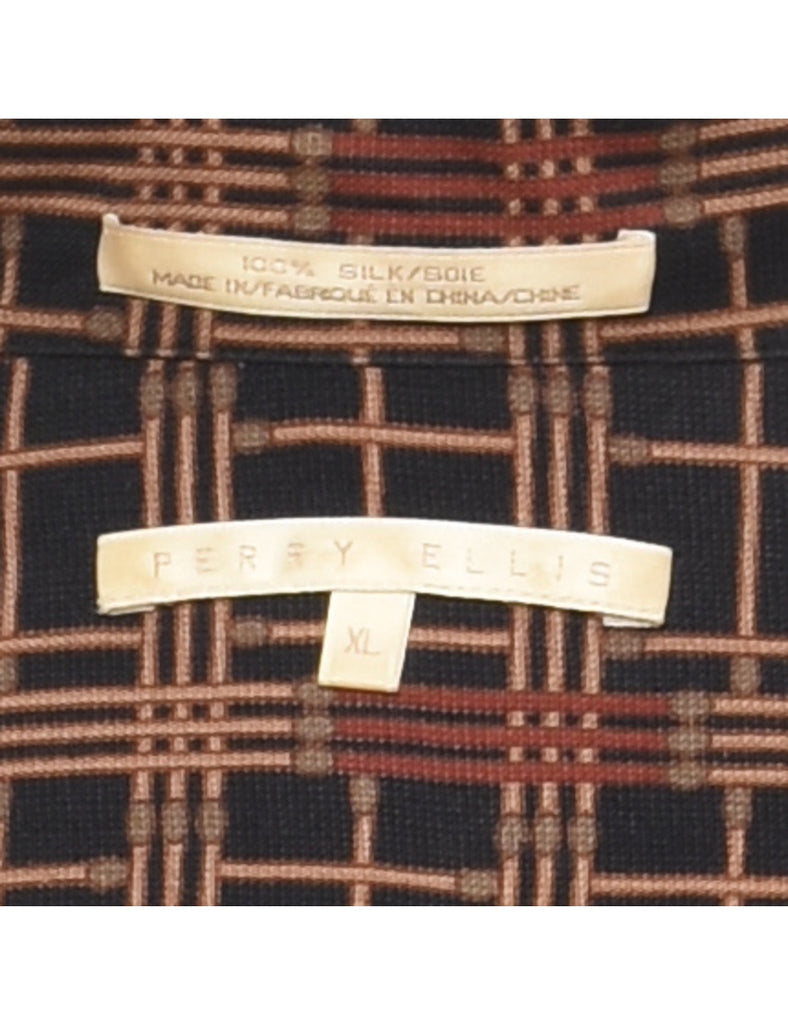 100% SILK/SOIE
MADE IN/FABRIQUÉ EN CHINA/CHINE
PERRY ELLIS
XL